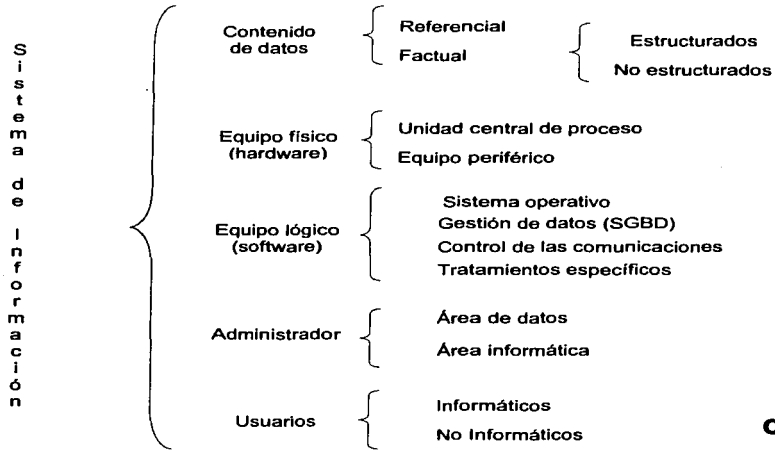 Sistema de Información
Contenido
de datos
Referencial
Factual
Estructurados
No estructurados
Equipo físico
(hardware)
Unidad central de proceso
Equipo periférico
Equipo lógico
(software)
Sistema operativo
Gestión de datos (SGBD)
Control de las comunicaciones
Tratamientos específicos
Administrador
Área de datos
Área informática
Usuarios
Informáticos
No Informáticos